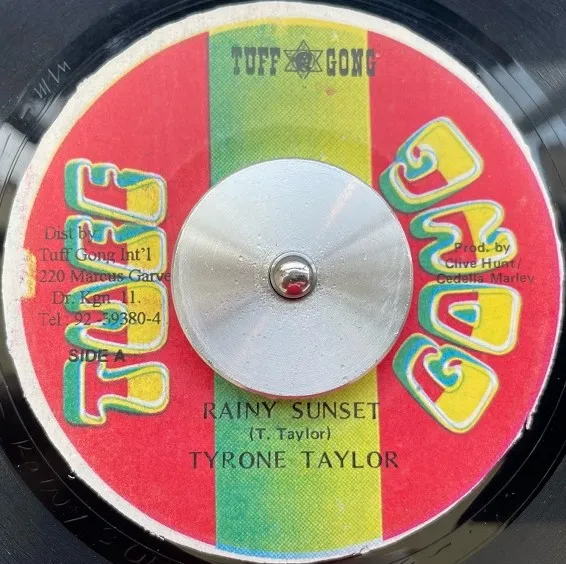 TUFF GONG
TUFF
GONG
Dist by
Tuff Gong Int'l
220 Marcus Garve
Dr. Kgn 11.
Tel: 92 -39380-4
SIDE A
Prod. by
Clive Hunt/
Cedella Marley
RAINY SUNSET
(T. Taylor)
TYRONE TAYLOR